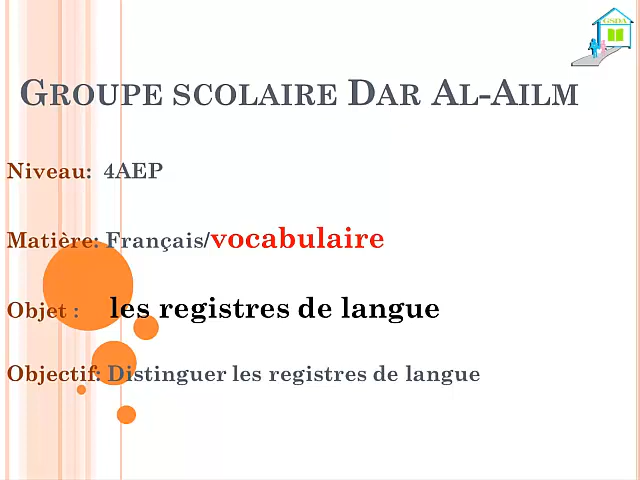 GSDA
GROUPE SCOLAIRE DAR AL-AILM
Niveau: 4AEP
Matière: Français/vocabulaire
Objet : les registres de langue
Objectif: Distinguer les registres de langue